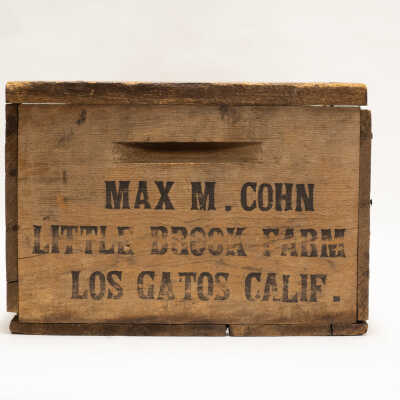 MAX M. COHN
LITTLE BROOK FARM
LOS GATOS CALIF.